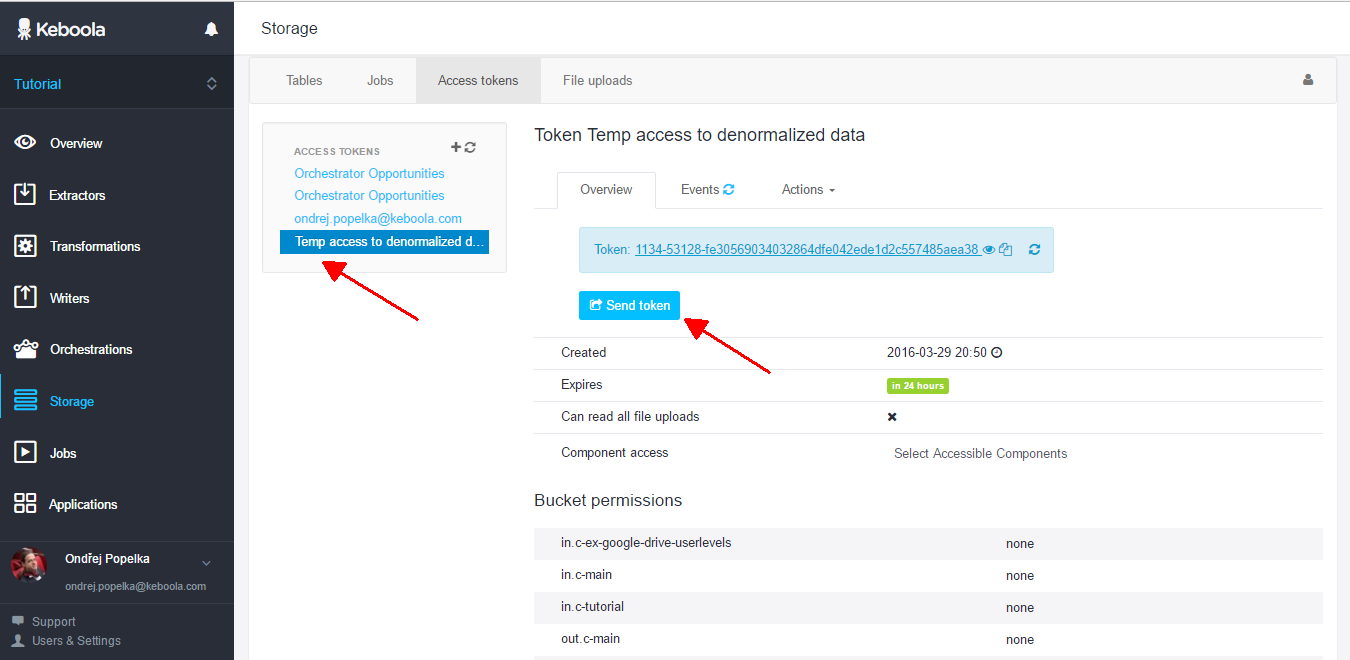 Keboola
Tutorial
Overview
Extractors
Transformations
Writers
Orchestrations
Storage
Jobs
Applications
Ondřej Popelka
ondrej.popelka@keboola.com
Support
Users & Settings
Storage
Tables Jobs Access tokens File uploads
ACCESS TOKENS
Orchestrator Opportunities
Orchestrator Opportunities
ondrej.popelka@keboola.com
Temp access to denormalized d...
Token Temp access to denormalized data
Overview Events Actions
Token: 1134-53128-fe30569034032864dfe042ede1d2c557485aea38
Send token
Created 2016-03-29 20:50
Expires in 24 hours
Can read all file uploads
Component access Select Accessible Components
Bucket permissions
in.c-ex-google-drive-userlevels none
in.c-main none
in.c-tutorial none
out.c-main none